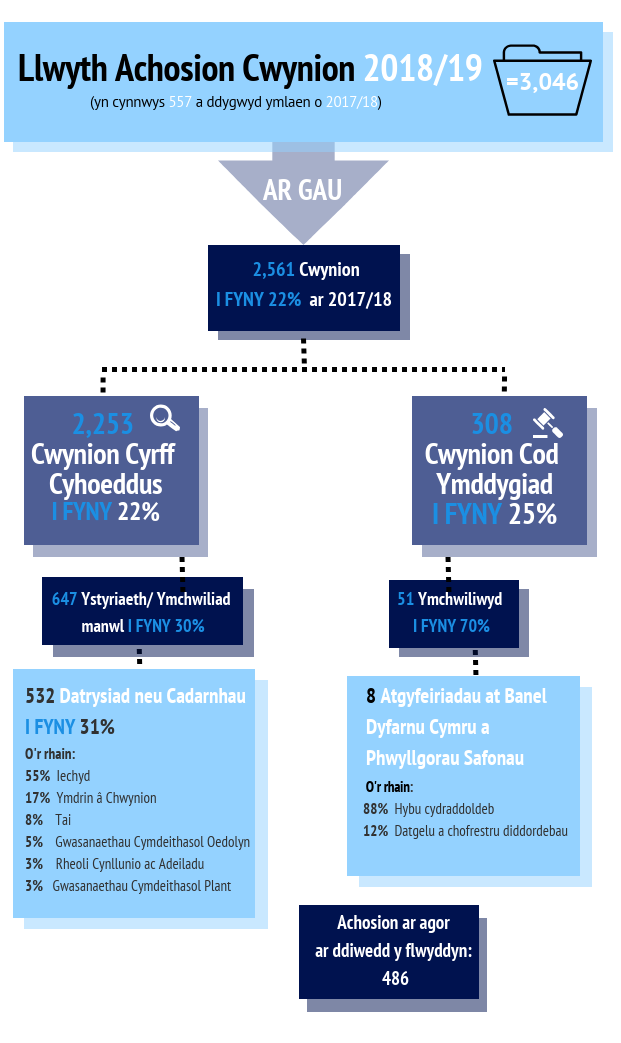 Llwyth Achosion Cwynion 2018/19
=3,046
(yn cynnwys 557 a ddygwyd ymlaen o 2017/18)
AR GAU
2,561 Cwynion
I FYNY 22% ar 2017/18
2,253
Cwynion Cyrff
Cyhoeddus
I FYNY 22%
308
Cwynion Cod
Ymddygiad
I FYNY 25%
647 Ystyriaeth/ Ymchwiliad
manwl I FYNY 30%
51 Ymchwiliwyd
I FYNY 70%
532 Datrysiad neu Cadarnhau
I FYNY 31%
O'r rhain:
55% Iechyd
17% Ymdrin â Chwynion
8% Tai
5% Gwasanaethau Cymdeithasol Oedolyn
3% Rheoli Cynllunio ac Adeiladu
3% Gwasanaethau Cymdeithasol Plant
8 Atgyfeiriadau at Banel
Dyfarnu Cymru a
Phwyllgorau Safonau
O'r rhain:
88% Hybu cydraddoldeb
12% Datgelu a chofrestru diddordebau
Achosion ar agor
ar ddiwedd y flwyddyn:
486